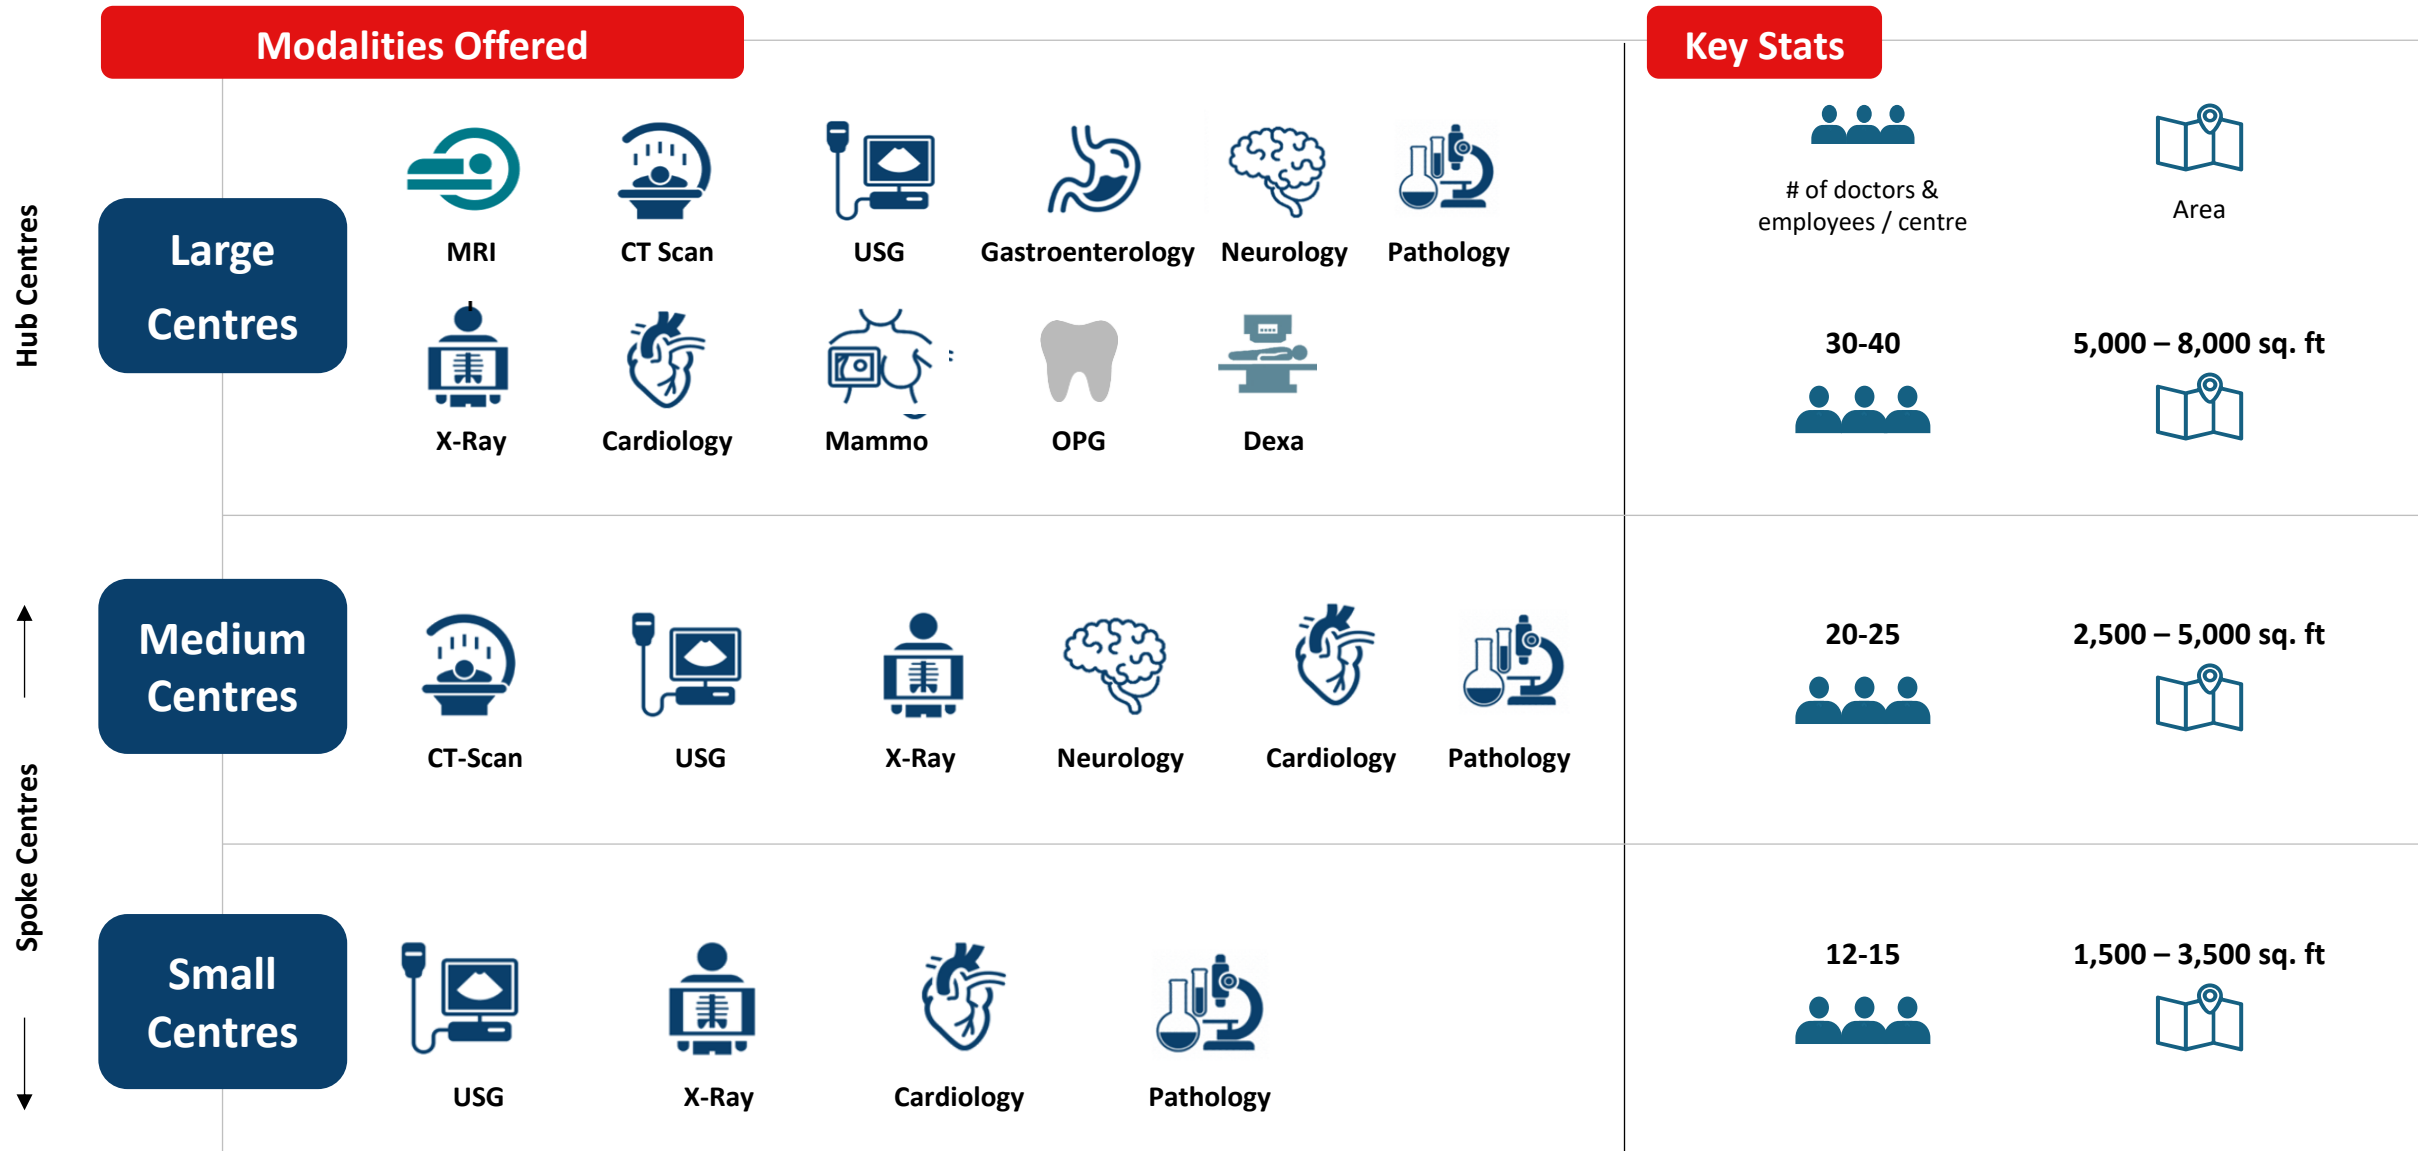 Modalities Offered
Key Stats
Hub Centres
Large
Centres
MRI
CT Scan
USG
Gastroenterology
Neurology
Pathology
# of doctors &
employees / centre
Area
X-Ray
Cardiology
Mammo
OPG
Dexa
30-40
5,000 – 8,000 sq. ft
Spoke Centres
Medium
Centres
CT-Scan
USG
X-Ray
Neurology
Cardiology
Pathology
20-25
2,500 – 5,000 sq. ft
Small
Centres
USG
X-Ray
Cardiology
Pathology
12-15
1,500 – 3,500 sq. ft